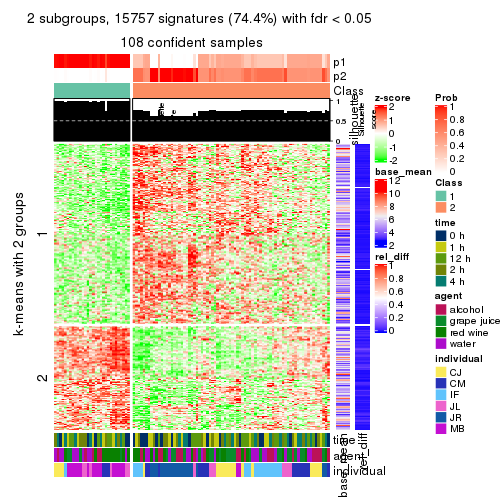 2 subgroups, 15757 signatures (74.4%) with fdr < 0.05
108 confident samples
p1
p2
Class
silhouette
score
1
0.5
0
k-means with 2 groups
1
2
time
agent
individual
base_mean
rel_diff
z-score
2
1
0
-1
-2
base_mean
12
10
8
6
4
2
rel_diff
1
0.8
0.6
0.4
0.2
0
Prob
1
0.8
0.6
0.4
0.2
0
Class
1
2
time
0 h
1 h
12 h
2 h
4 h
agent
alcohol
grape juice
red wine
water
individual
CJ
CM
IF
JL
JR
MB